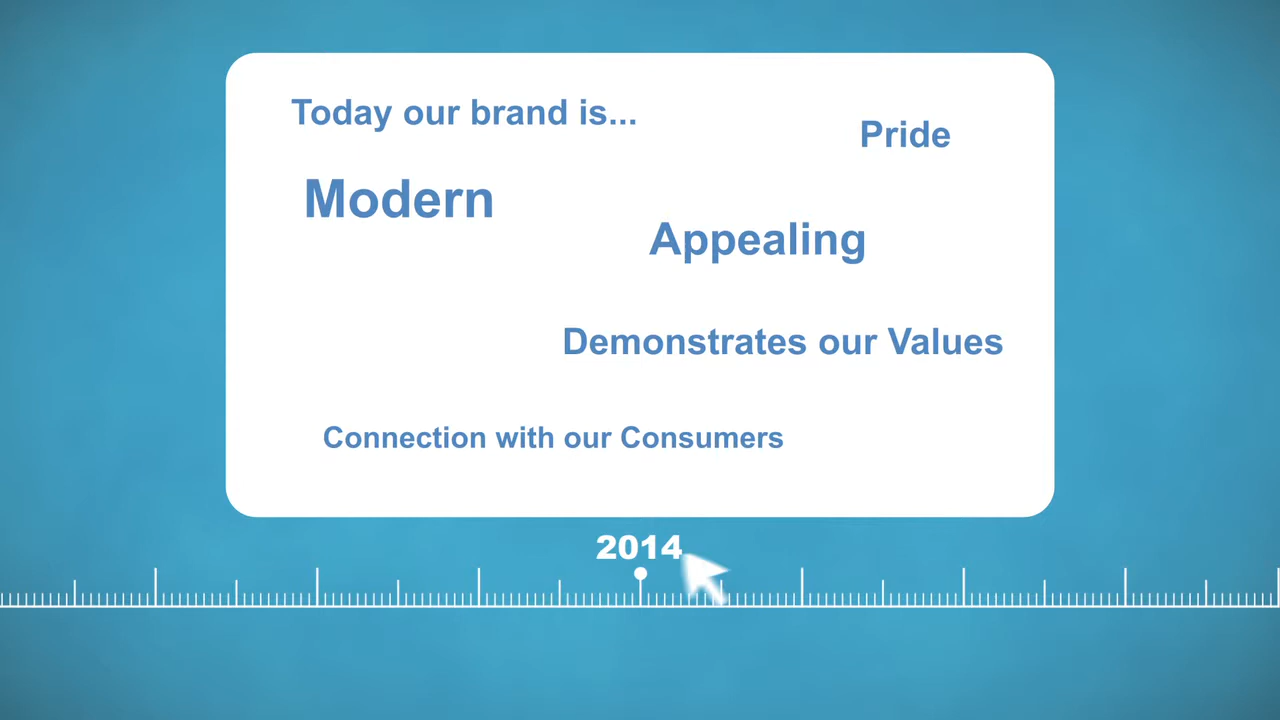 Today our brand is...
Pride
Modern
Appealing
Demonstrates our Values
Connection with our Consumers
2014